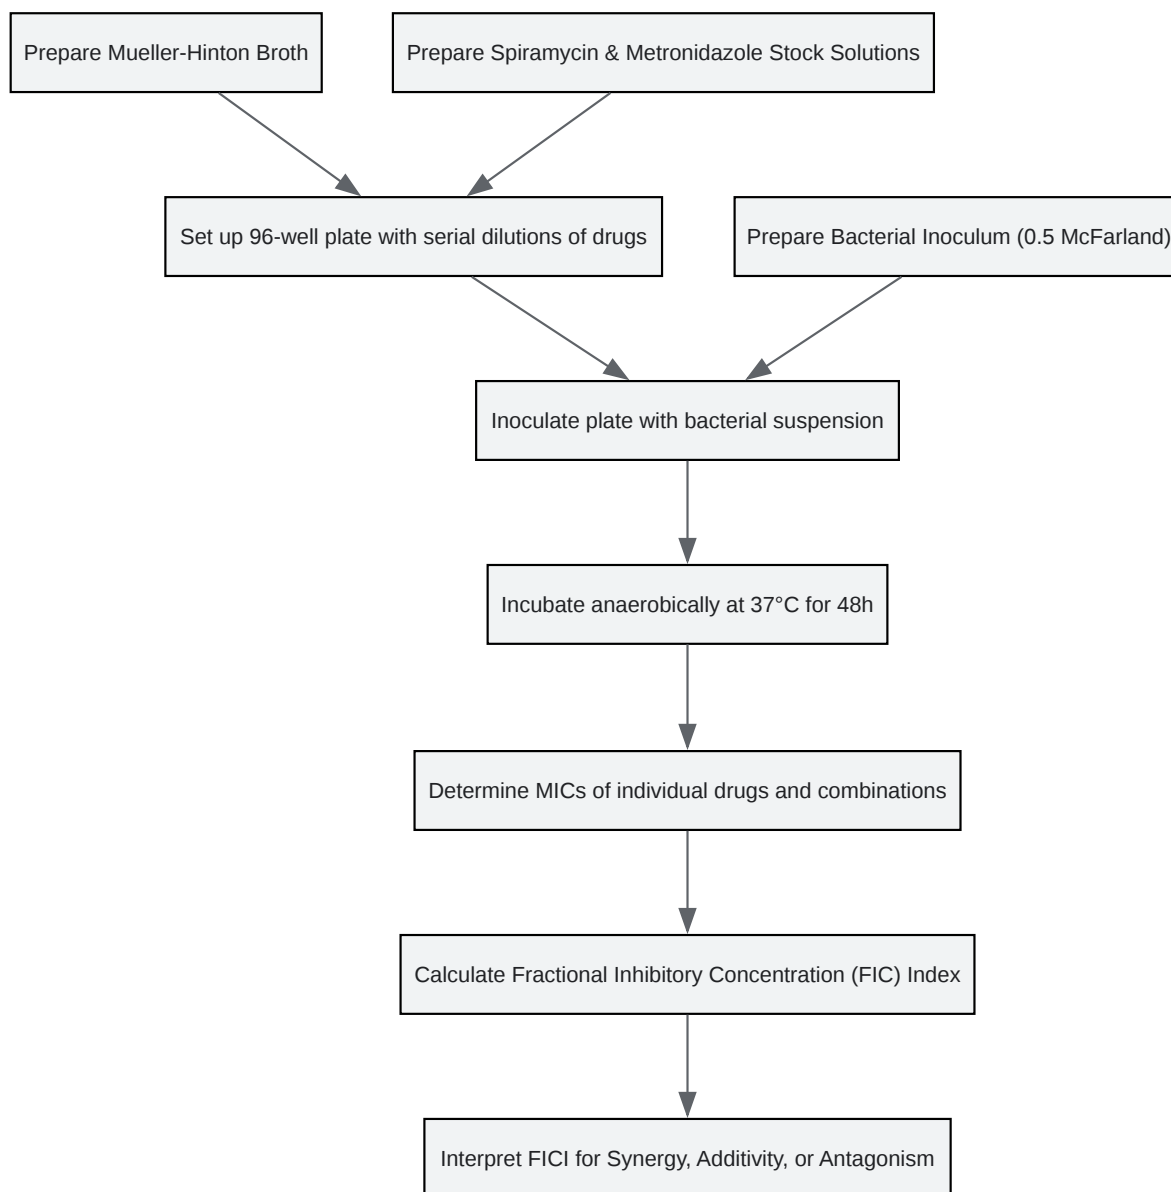 Prepare Mueller-Hinton Broth
Prepare Spiramycin & Metronidazole Stock Solutions
Set up 96-well plate with serial dilutions of drugs
Prepare Bacterial Inoculum (0.5 McFarland)
Inoculate plate with bacterial suspension
Incubate anaerobically at 37°C for 48h
Determine MICs of individual drugs and combinations
Calculate Fractional Inhibitory Concentration (FIC) Index
Interpret FICI for Synergy, Additivity, or Antagonism